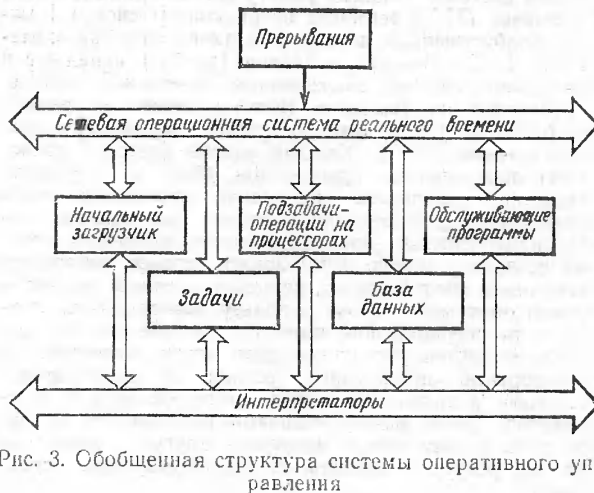 Прерывания
Сетевая операционная система реального времени
Начальный
загрузчик
Подзадачи-
операции на
процессорах
Обслуживающие
программы
Задачи
База
данных
Интерпретаторы
Рис. 3. Обобщенная структура системы оперативного уп-
равления